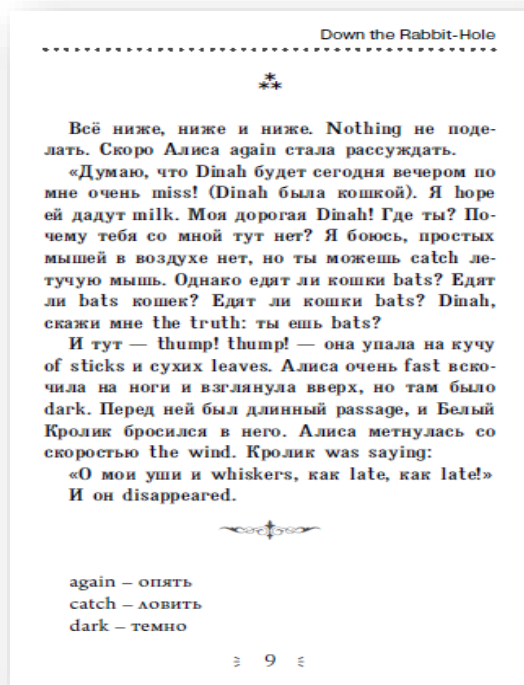 Down the Rabbit-Hole
⁂
Всё ниже, ниже и ниже. Nothing не поде-
лать. Скоро Алиса again стала рассуждать.
«Думаю, что Dinah будет сегодня вечером по
мне очень miss! (Dinah была кошкой). Я hope
ей дадут milk. Моя дорогая Dinah! Где ты? По-
чему тебя со мной тут нет? Я боюсь, простых
мышей в воздухе нет, но ты можешь catch ле-
тучую мышь. Однако едят ли кошки bats? Едят
ли bats кошек? Едят ли кошки bats? Dinah,
скажи мне the truth: ты ешь bats?
И тут — thump! thump! — она упала на кучу
of sticks и сухих leaves. Алиса очень fast вско-
чила на ноги и взглянула вверх, но там было
dark. Перед ней был длинный passage, и Белый
Кролик бросился в него. Алиса метнулась со
скоростью the wind. Кролик was saying:
«О мои уши и whiskers, как late, как late!»
И он disappeared.
again – опять
catch – ловить
dark – темно
9